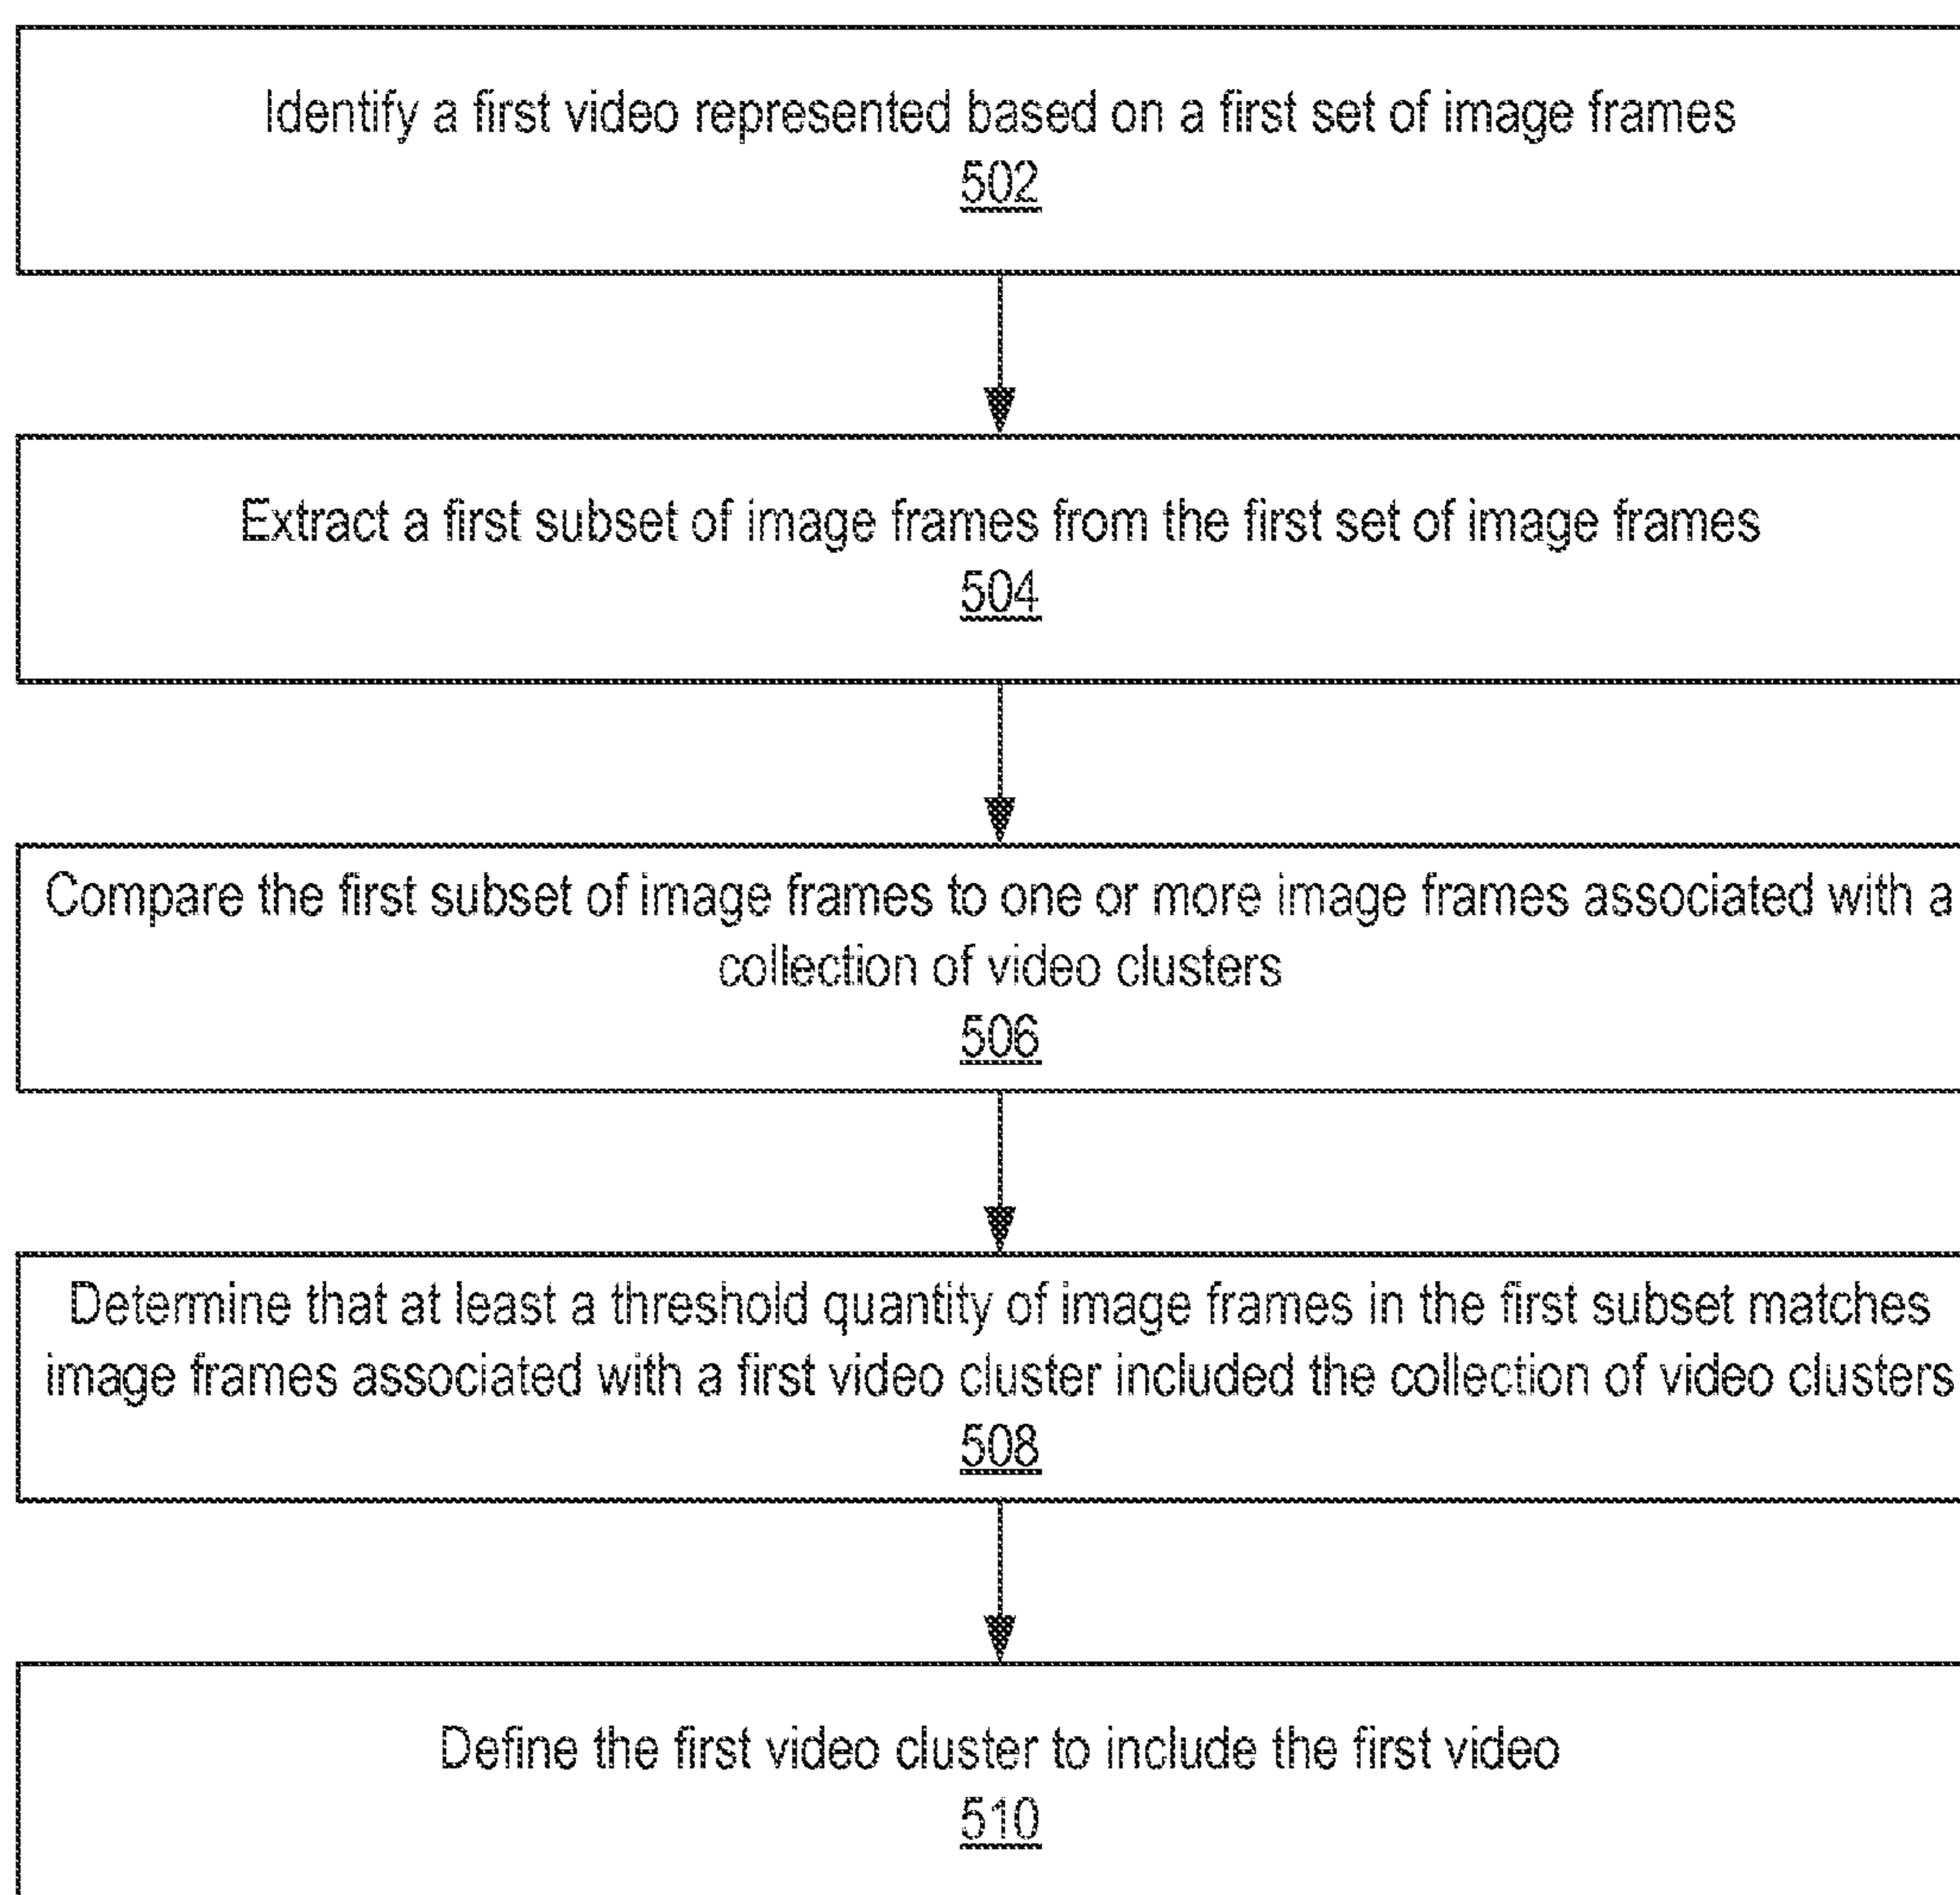 Identify a first video represented based on a first set of image frames
502
Extract a first subset of image frames from the first set of image frames
504
Compare the first subset of image frames to one or more image frames associated with a
collection of video clusters
506
Determine that at least a threshold quantity of image frames in the first subset matches
image frames associated with a first video cluster included the collection of video clusters
508
Define the first video cluster to include the first video
510